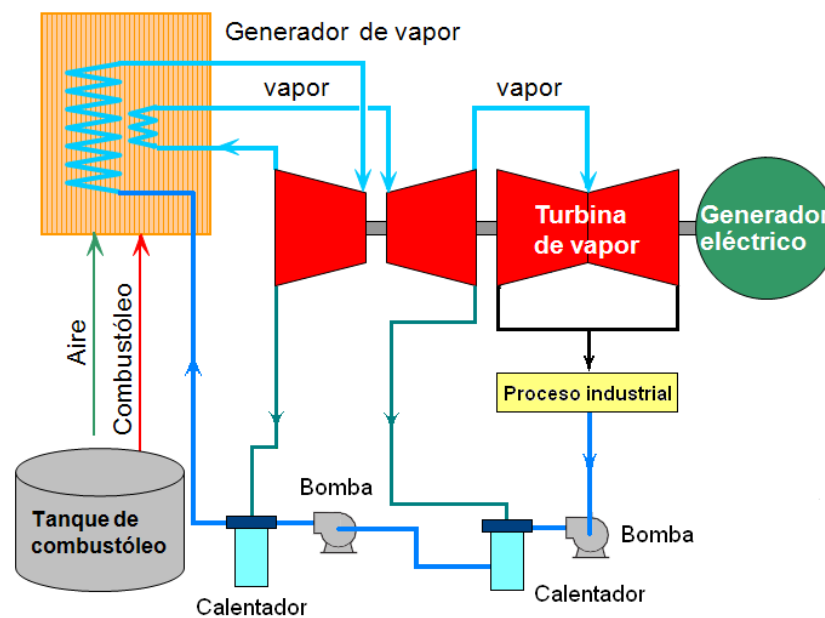 Generador de vapor
vapor
vapor
Turbina
de vapor
Generador
eléctrico
Aire
Combustóleo
Proceso industrial
Tanque de
combustóleo
Bomba
Bomba
Calentador
Calentador